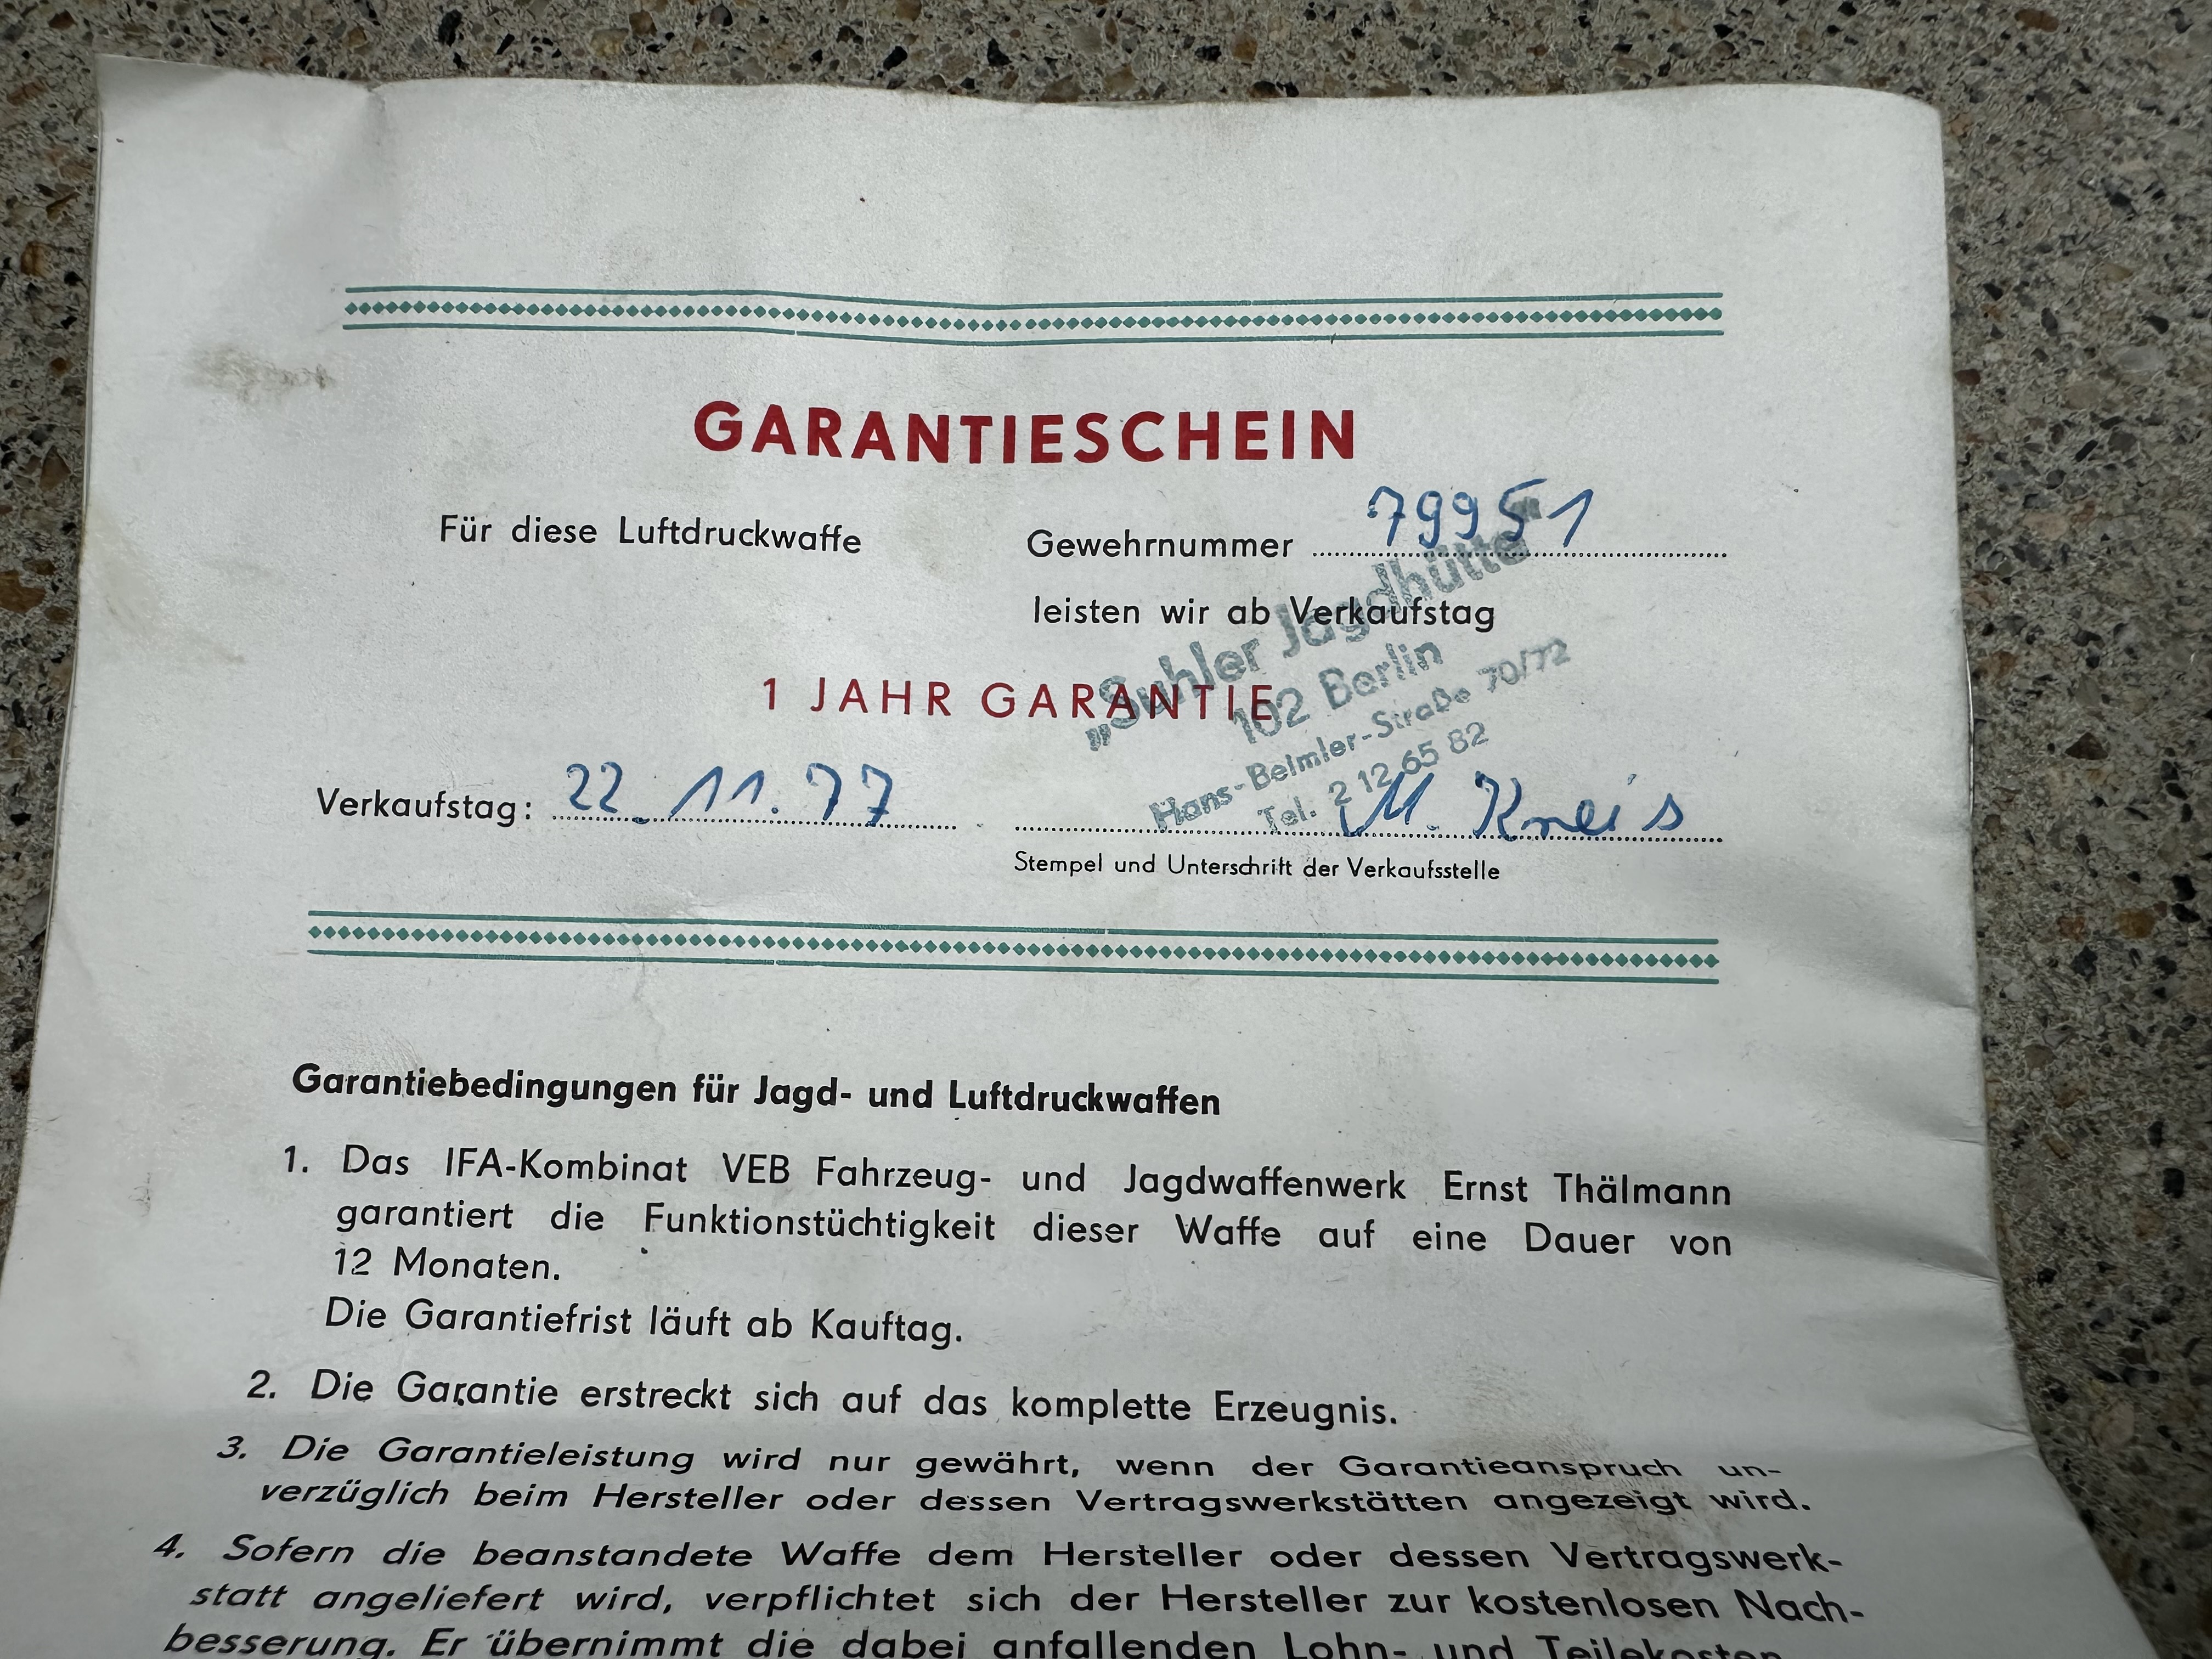 GARANTIESCHEIN
Für diese Luftdruckwaffe
Gewehrnummer 79951
leisten wir ab Verkaufstag
1 JAHR GARANTIE
„Suhler Jagdhütte"
102 Berlin
Hans-Beimler-Straße 70/72
Tel. 2 12 65 82
Verkaufstag: 22.11.77
M. Kneis
Stempel und Unterschrift der Verkaufsstelle
Garantiebedingungen für Jagd- und Luftdruckwaffen
1. Das IFA-Kombinat VEB Fahrzeug- und Jagdwaffenwerk Ernst Thälmann
garantiert die Funktionstüchtigkeit dieser Waffe auf eine Dauer von
12 Monaten.
Die Garantiefrist läuft ab Kauftag.
2. Die Garantie erstreckt sich auf das komplette Erzeugnis.
3. Die Garantieleistung wird nur gewährt, wenn der Garantieanspruch un-
verzüglich beim Hersteller oder dessen Vertragswerkstätten angezeigt wird.
4. Sofern die beanstandete Waffe dem Hersteller oder dessen Vertragswerk-
statt angeliefert wird, verpflichtet sich der Hersteller zur kostenlosen Nach-
besserung. Er übernimmt die dabei anfallenden Lohn- und Teilekosten